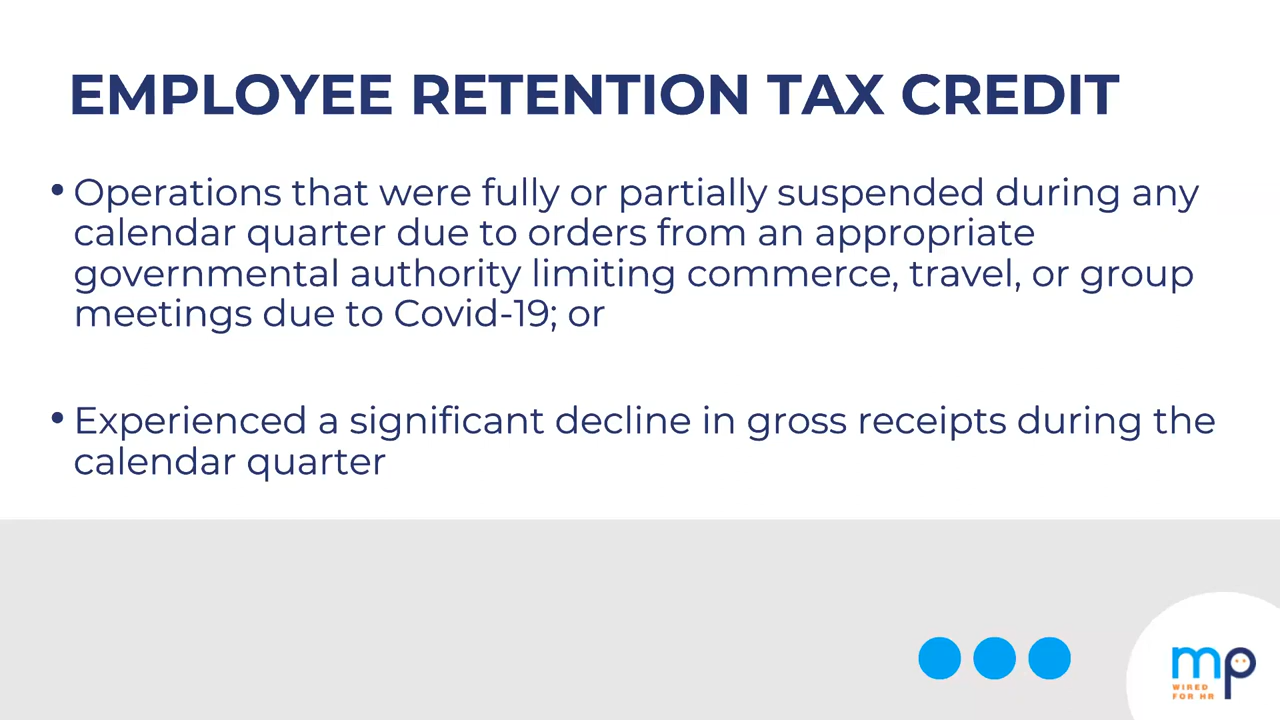 EMPLOYEE RETENTION TAX CREDIT
• Operations that were fully or partially suspended during any
calendar quarter due to orders from an appropriate
governmental authority limiting commerce, travel, or group
meetings due to Covid-19; or
• Experienced a significant decline in gross receipts during the
calendar quarter
mp
WIRED
FOR HR